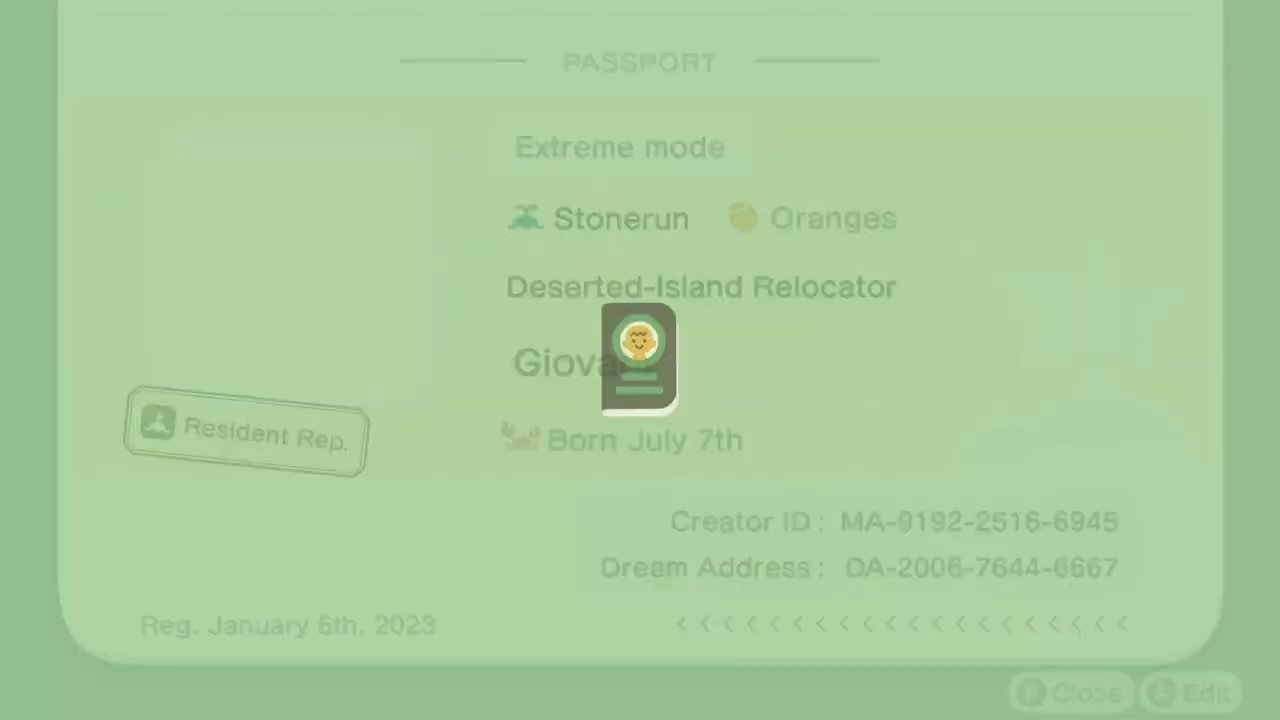 PASSPORT
Extreme mode
Stonerun Oranges
Deserted-Island Relocator
Born July 7th
Resident Rep.
Creator ID : MA-9192-2516-6945
Dream Address : DA-2006-7644-6667
Reg. January 5th, 2023 <<<<<<<<<<<<<<<<<<<<
Close Edit